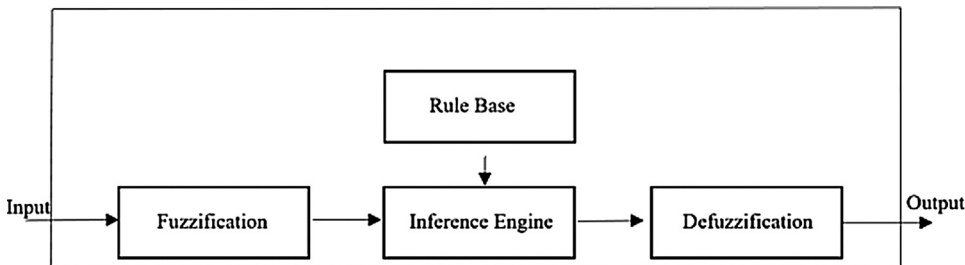 Rule Base
Input
Fuzzification
Inference Engine
Defuzzification
Output